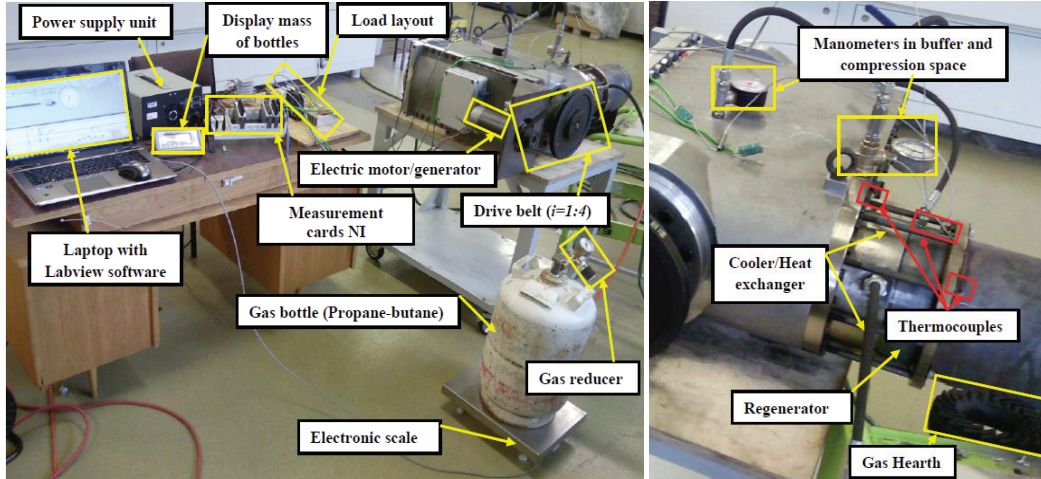 Power supply unit
Display mass
of bottles
Load layout
Electric motor/generator
Measurement
cards NI
Drive belt (i=1:4)
Laptop with
Labview software
Gas bottle (Propane-butane)
Gas reducer
Electronic scale
Manometers in buffer and
compression space
Cooler/Heat
exchanger
Thermocouples
Regenerator
Gas Hearth